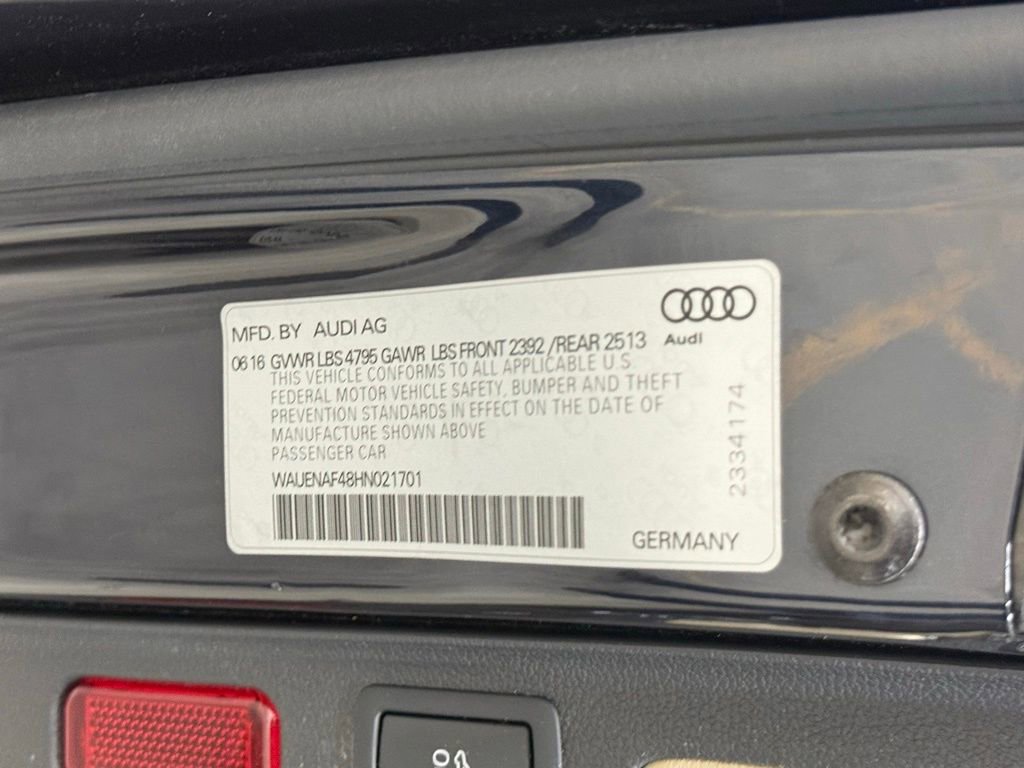 MFD. BY AUDI AG
Audi
06 16 GVWR LBS 4795 GAWR LBS FRONT 2392 /REAR 2513
THIS VEHICLE CONFORMS TO ALL APPLICABLE U.S.
FEDERAL MOTOR VEHICLE SAFETY, BUMPER AND THEFT
PREVENTION STANDARDS IN EFFECT ON THE DATE OF
MANUFACTURE SHOWN ABOVE
PASSENGER CAR
WAUENAF48HN021701
2334174
GERMANY